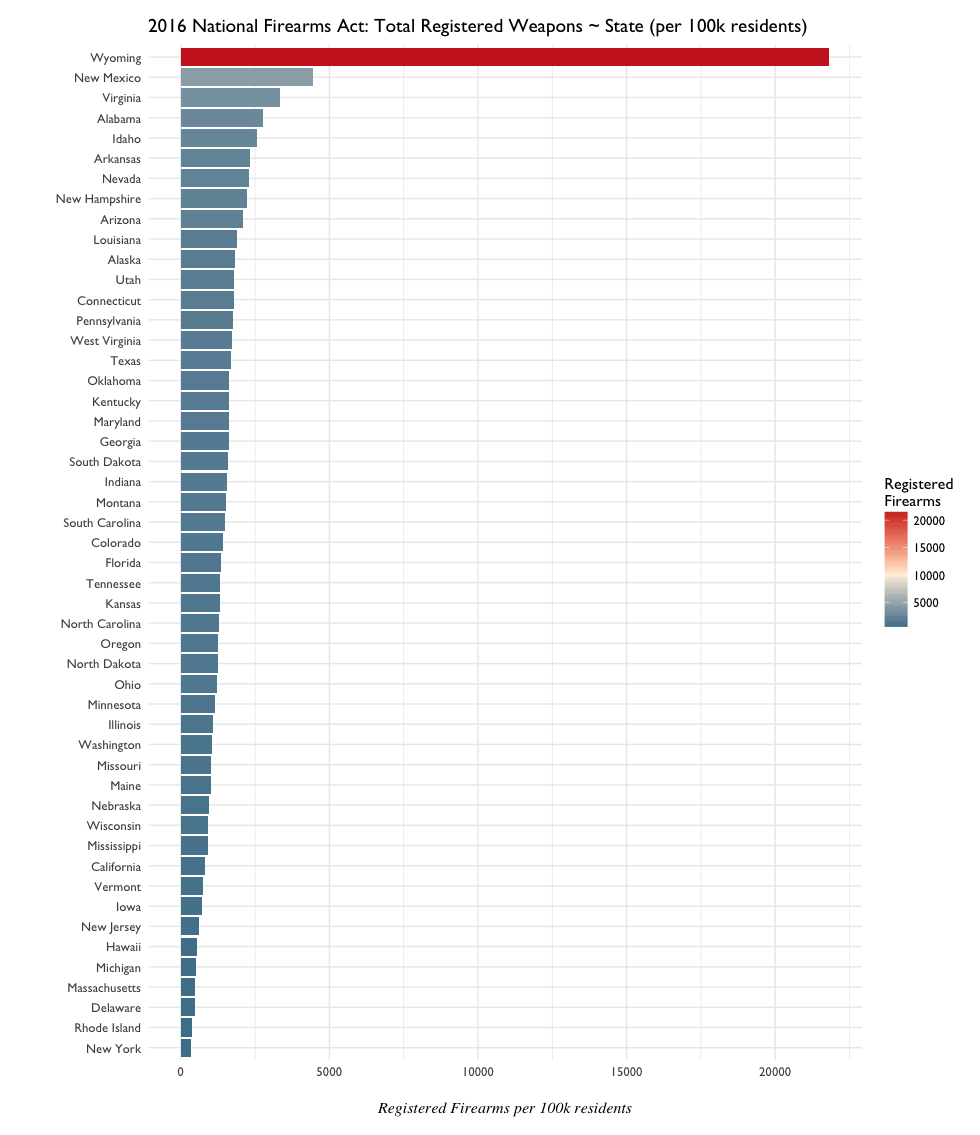 2016 National Firearms Act: Total Registered Weapons ~ State (per 100k residents)
Wyoming
New Mexico
Virginia
Alabama
Idaho
Arkansas
Nevada
New Hampshire
Arizona
Louisiana
Alaska
Utah
Connecticut
Pennsylvania
West Virginia
Texas
Oklahoma
Kentucky
Maryland
Georgia
South Dakota
Indiana
Montana
South Carolina
Colorado
Florida
Tennessee
Kansas
North Carolina
Oregon
North Dakota
Ohio
Minnesota
Illinois
Washington
Missouri
Maine
Nebraska
Wisconsin
Mississippi
California
Vermont
Iowa
New Jersey
Hawaii
Michigan
Massachusetts
Delaware
Rhode Island
New York
0 5000 10000 15000 20000
Registered Firearms per 100k residents
Registered
Firearms
20000
15000
10000
5000